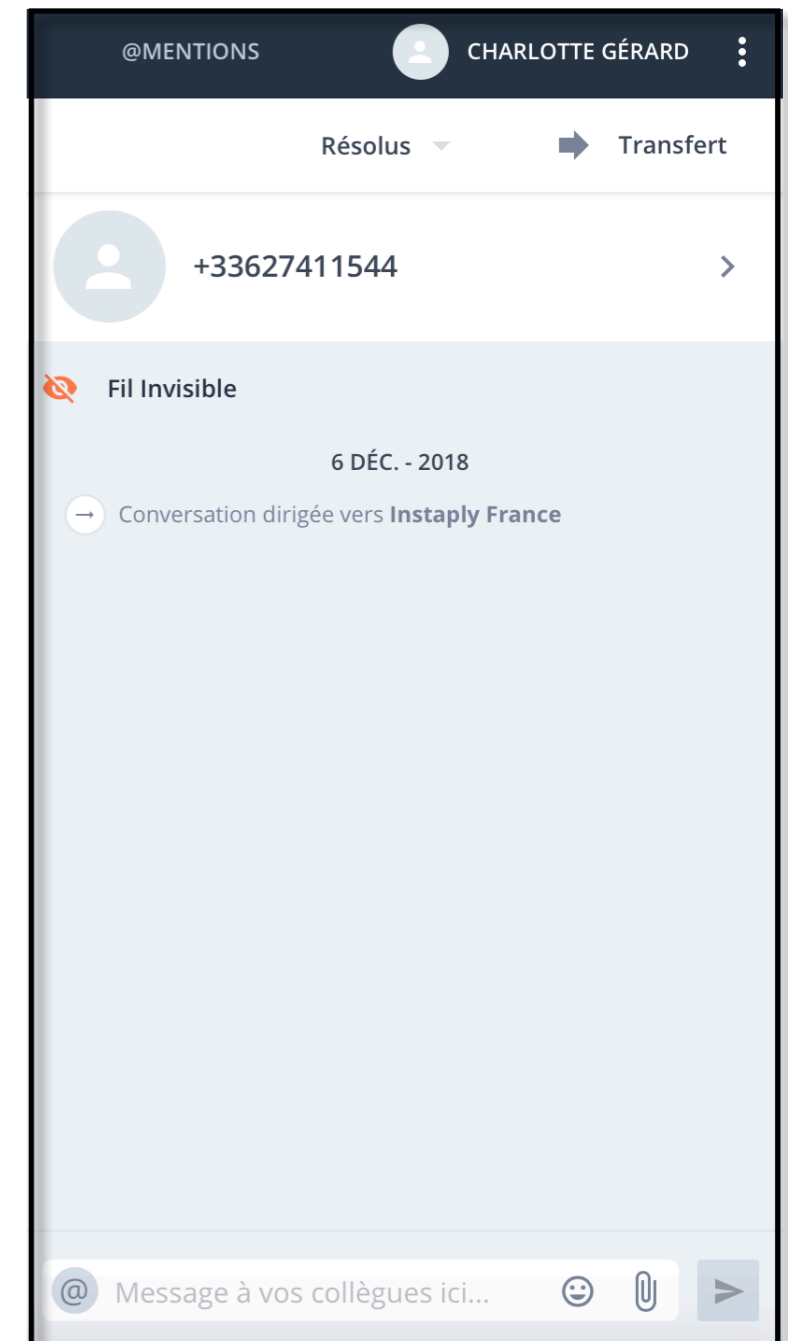 @MENTIONS CHARLOTTE GÉRARD
Résolus Transfert
+33627411544
Fil Invisible
6 DÉC. - 2018
Conversation dirigée vers Instaply France
@ Message à vos collègues ici...